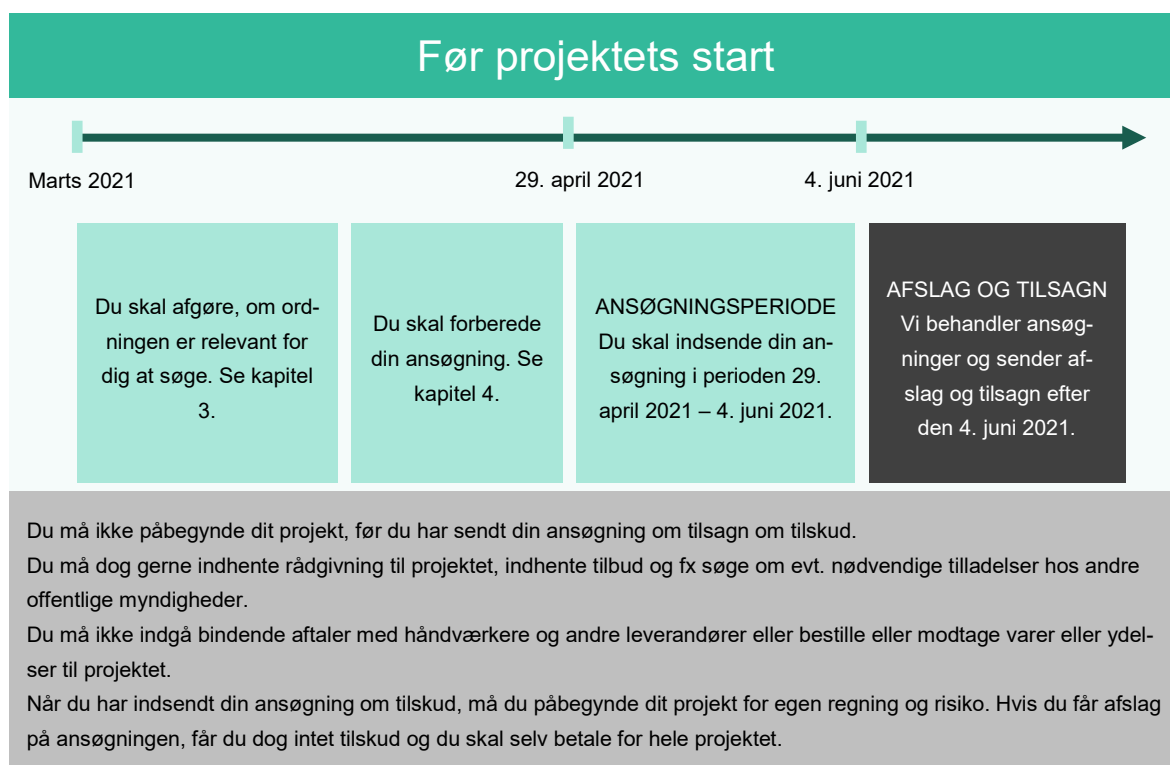 Før projektets start
Marts 2021
29. april 2021
4. juni 2021
Du skal afgøre, om ord-
ningen er relevant for
dig at søge. Se kapitel
3.
Du skal forberede
din ansøgning. Se
kapitel 4.
ANSØGNINGSPERIODE
Du skal indsende din an-
søgning i perioden 29.
april 2021 – 4. juni 2021.
AFSLAG OG TILSAGN
Vi behandler ansøg-
ninger og sender af-
slag og tilsagn efter
den 4. juni 2021.
Du må ikke påbegynde dit projekt, før du har sendt din ansøgning om tilsagn om tilskud.
Du må dog gerne indhente rådgivning til projektet, indhente tilbud og fx søge om evt. nødvendige tilladelser hos andre
offentlige myndigheder.
Du må ikke indgå bindende aftaler med håndværkere og andre leverandører eller bestille eller modtage varer eller ydel-
ser til projektet.
Når du har indsendt din ansøgning om tilskud, må du påbegynde dit projekt for egen regning og risiko. Hvis du får afslag
på ansøgningen, får du dog intet tilskud og du skal selv betale for hele projektet.